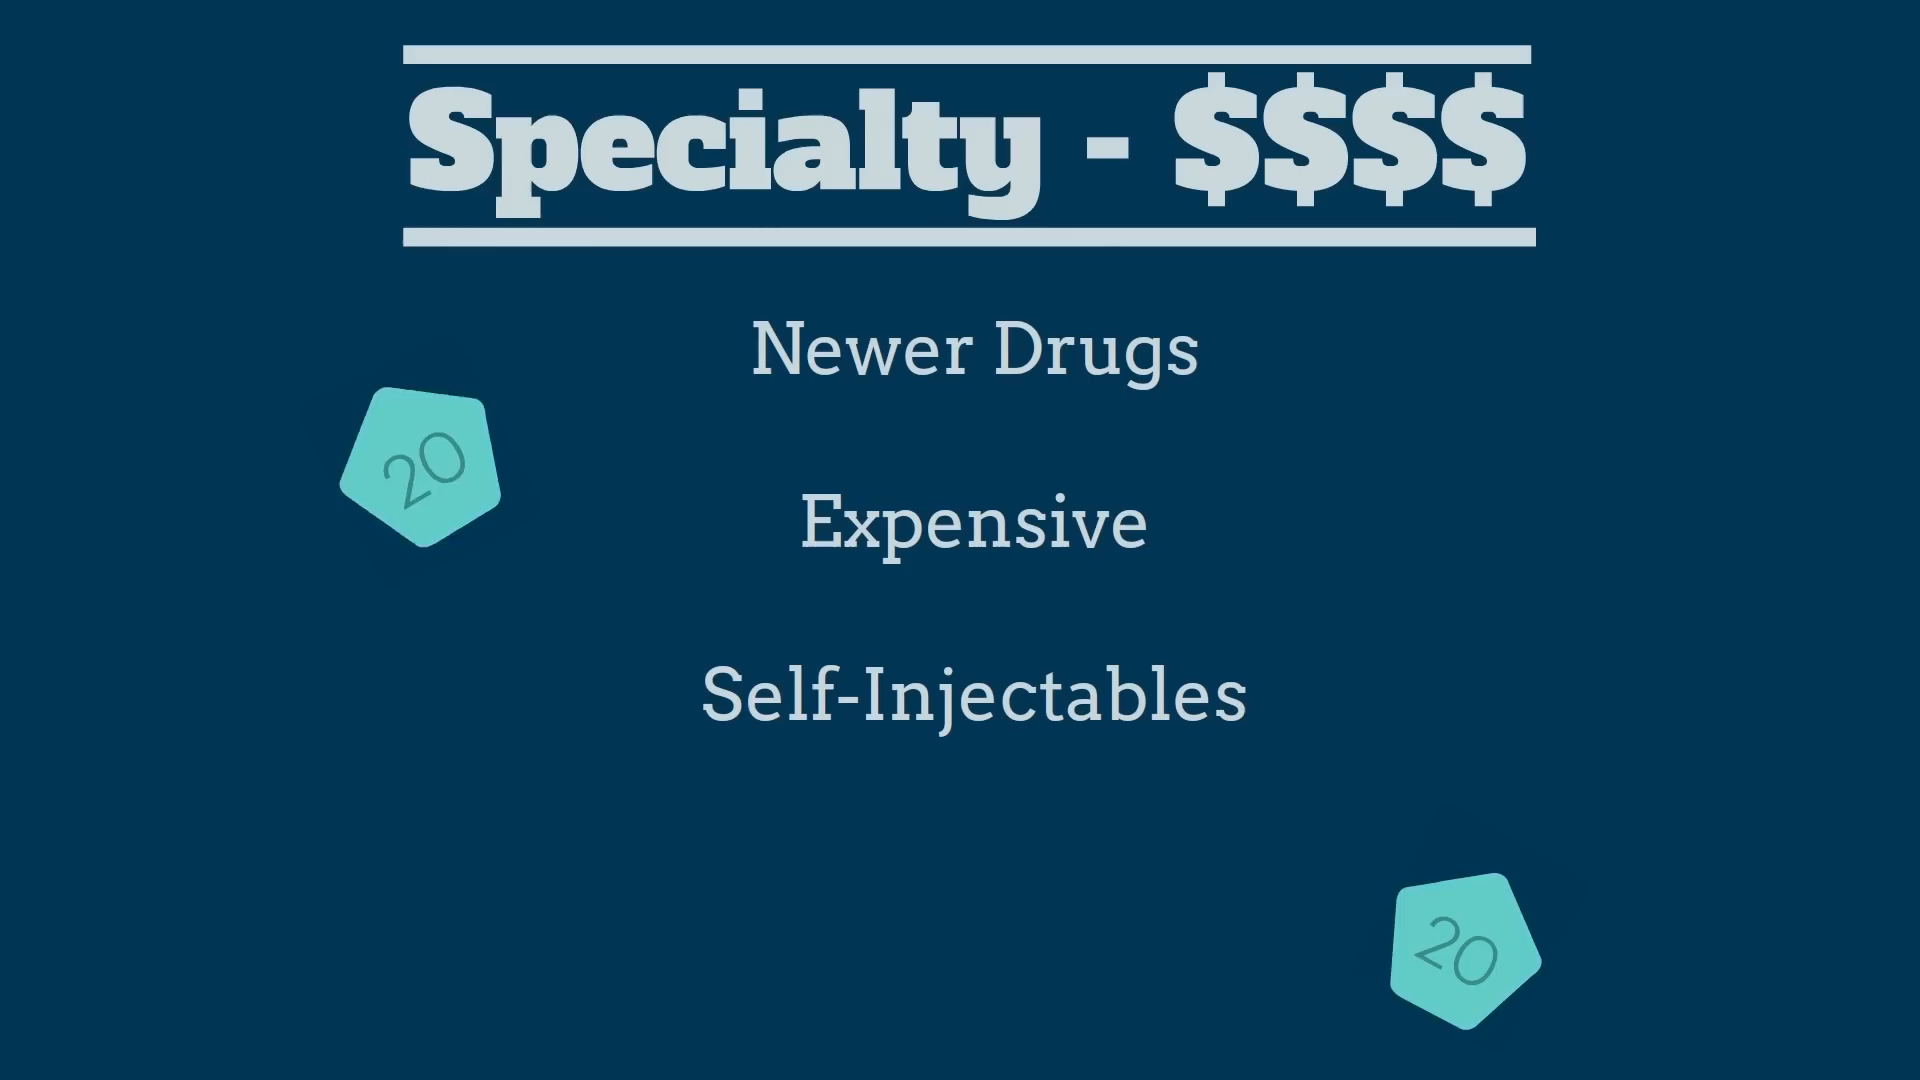 Specialty - $$$$
Newer Drugs
20
Expensive
Self-Injectables
20